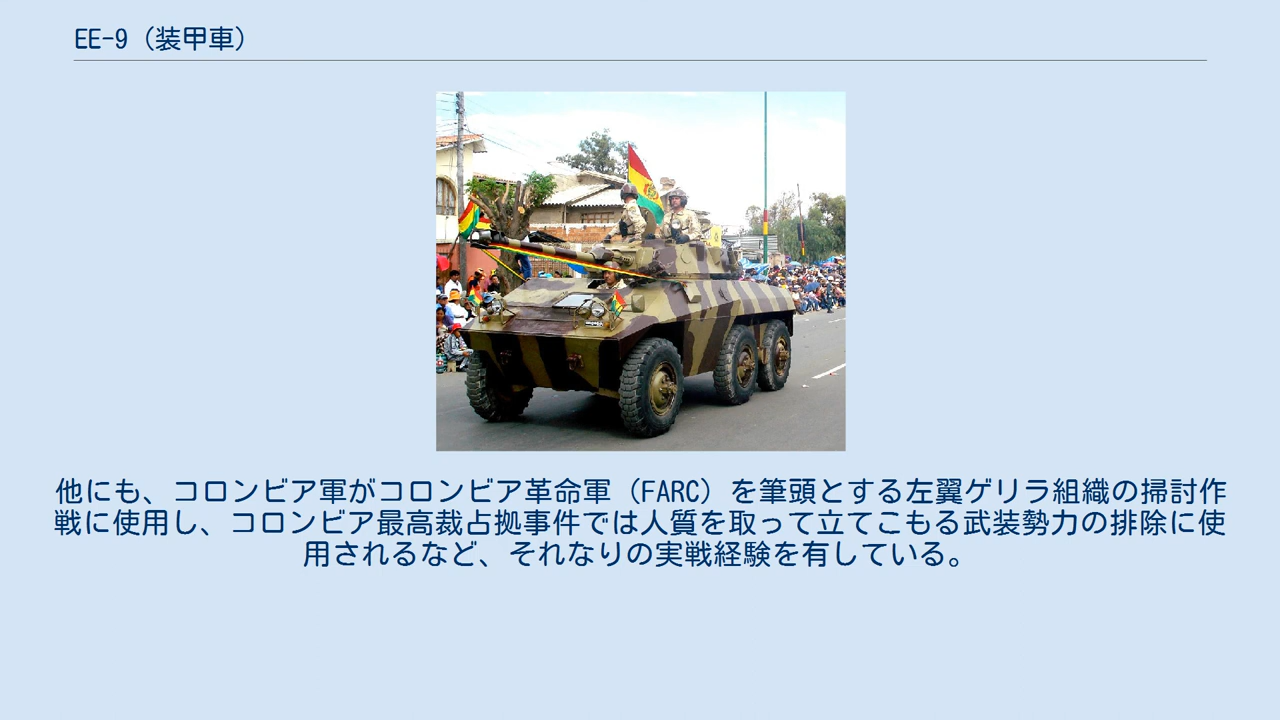 EE-9（装甲車）
他にも、コロンビア軍がコロンビア革命軍（FARC）を筆頭とする左翼ゲリラ組織の掃討作
戦に使用し、コロンビア最高裁占拠事件では人質を取って立てこもる武装勢力の排除に使
用されるなど、それなりの実戦経験を有している。